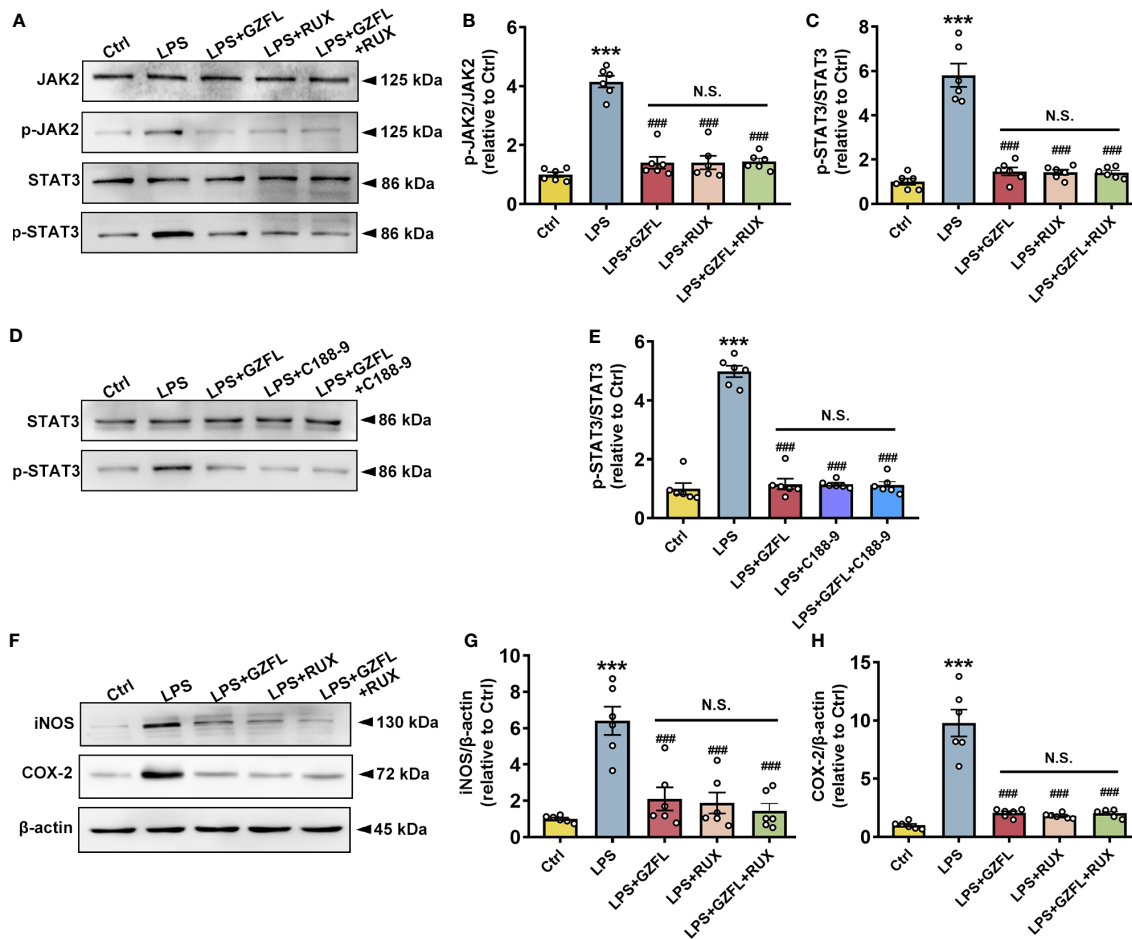 A
Ctrl
LPS
LPS+GZFL
LPS+RUX
LPS+GZFL
+RUX
JAK2
125 kDa
p-JAK2
125 kDa
STAT3
86 kDa
p-STAT3
86 kDa
B
p-JAK2/JAK2
(relative to Ctrl)
6
4
2
0
***
N.S.
###
###
###
Ctrl
LPS
LPS+GZFL
LPS+RUX
LPS+GZFL+RUX
C
p-STAT3/STAT3
(relative to Ctrl)
8
6
4
2
0
***
N.S.
###
###
###
Ctrl
LPS
LPS+GZFL
LPS+RUX
LPS+GZFL+RUX
D
Ctrl
LPS
LPS+GZFL
LPS+C188-9
LPS+GZFL
+C188-9
STAT3
86 kDa
p-STAT3
86 kDa
E
p-STAT3/STAT3
(relative to Ctrl)
6
4
2
0
***
N.S.
###
###
###
Ctrl
LPS
LPS+GZFL
LPS+C188-9
LPS+GZFL+C188-9
F
Ctrl
LPS
LPS+GZFL
LPS+RUX
LPS+GZFL
+RUX
iNOS
130 kDa
COX-2
72 kDa
β-actin
45 kDa
G
iNOS/β-actin
(relative to Ctrl)
10
8
6
4
2
0
***
N.S.
###
###
###
Ctrl
LPS
LPS+GZFL
LPS+RUX
LPS+GZFL+RUX
H
COX-2/β-actin
(relative to Ctrl)
15
10
5
0
***
N.S.
###
###
###
Ctrl
LPS
LPS+GZFL
LPS+RUX
LPS+GZFL+RUX